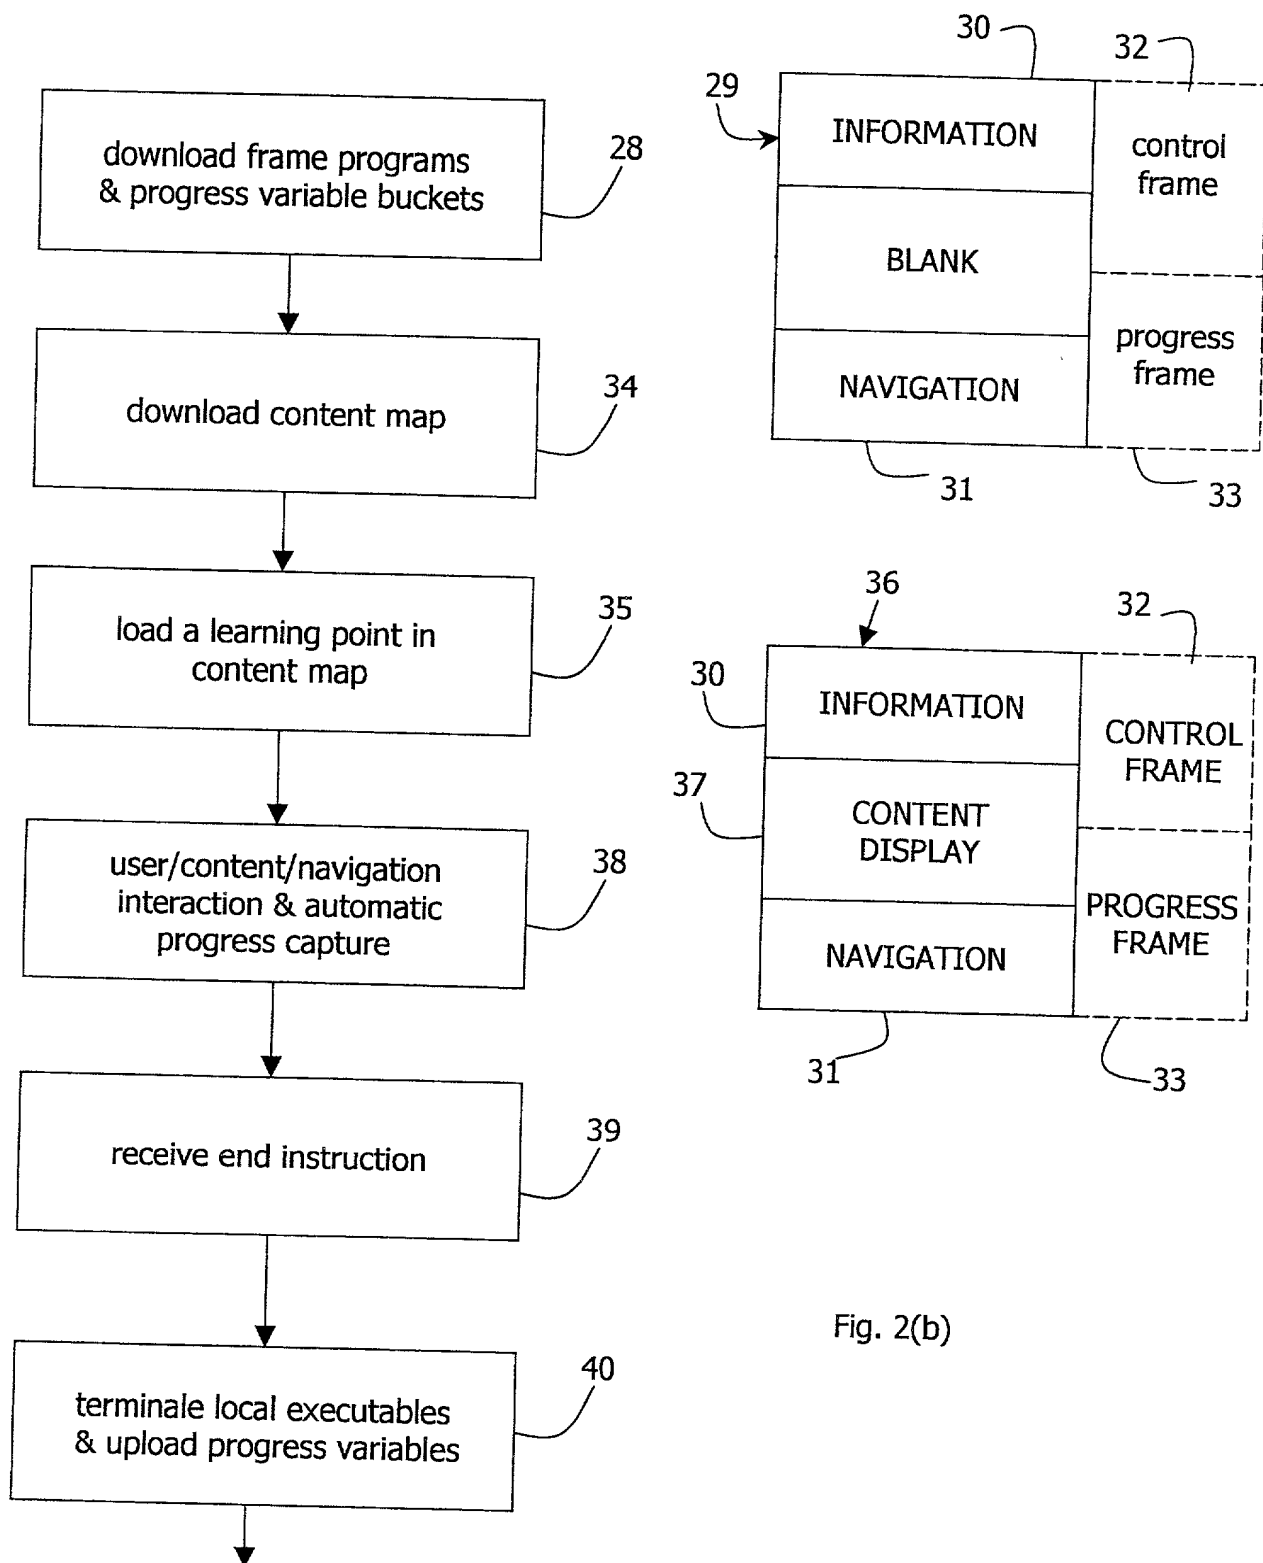 download frame programs
& progress variable buckets
28
download content map
34
load a learning point in
content map
35
user/content/navigation
interaction & automatic
progress capture
38
receive end instruction
39
terminale local executables
& upload progress variables
40
29
30
32
INFORMATION
control
frame
BLANK
progress
frame
NAVIGATION
31
33
36
32
30
INFORMATION
CONTROL
FRAME
37
CONTENT
DISPLAY
PROGRESS
FRAME
NAVIGATION
31
33
Fig. 2(b)